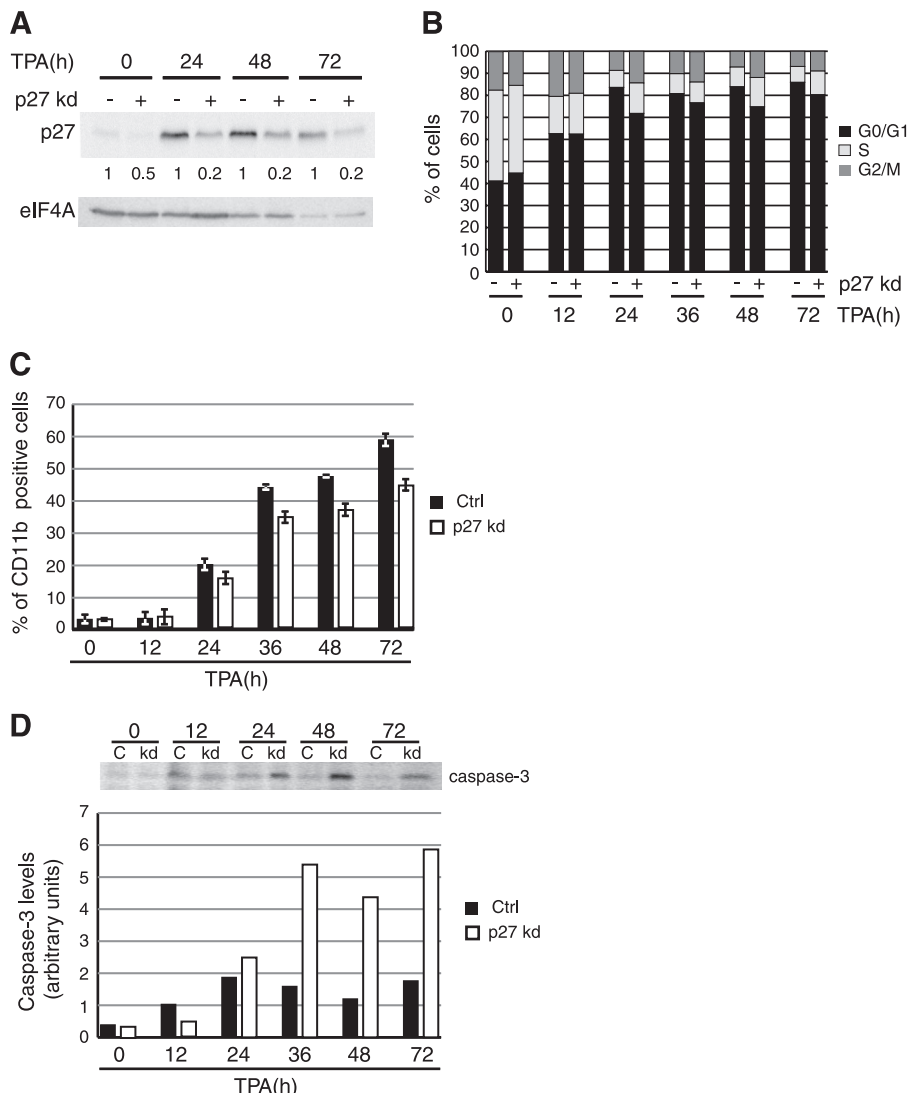 A
TPA(h) 0 24 48 72
p27 kd - + - + - + - +
p27
1 0.5 1 0.2 1 0.2 1 0.2
eIF4A
B
% of cells
100
90
80
70
60
50
40
30
20
10
0
G0/G1
S
G2/M
- + - + - + - + - + - + p27 kd
0 12 24 36 48 72 TPA(h)
C
% of CD11b positive cells
70
60
50
40
30
20
10
0
Ctrl
p27 kd
0 12 24 36 48 72
TPA(h)
D
0 12 24 48 72
C kd C kd C kd C kd C kd
caspase-3
Caspase-3 levels
(arbitrary units)
7
6
5
4
3
2
1
0
Ctrl
p27 kd
0 12 24 36 48 72
TPA(h)